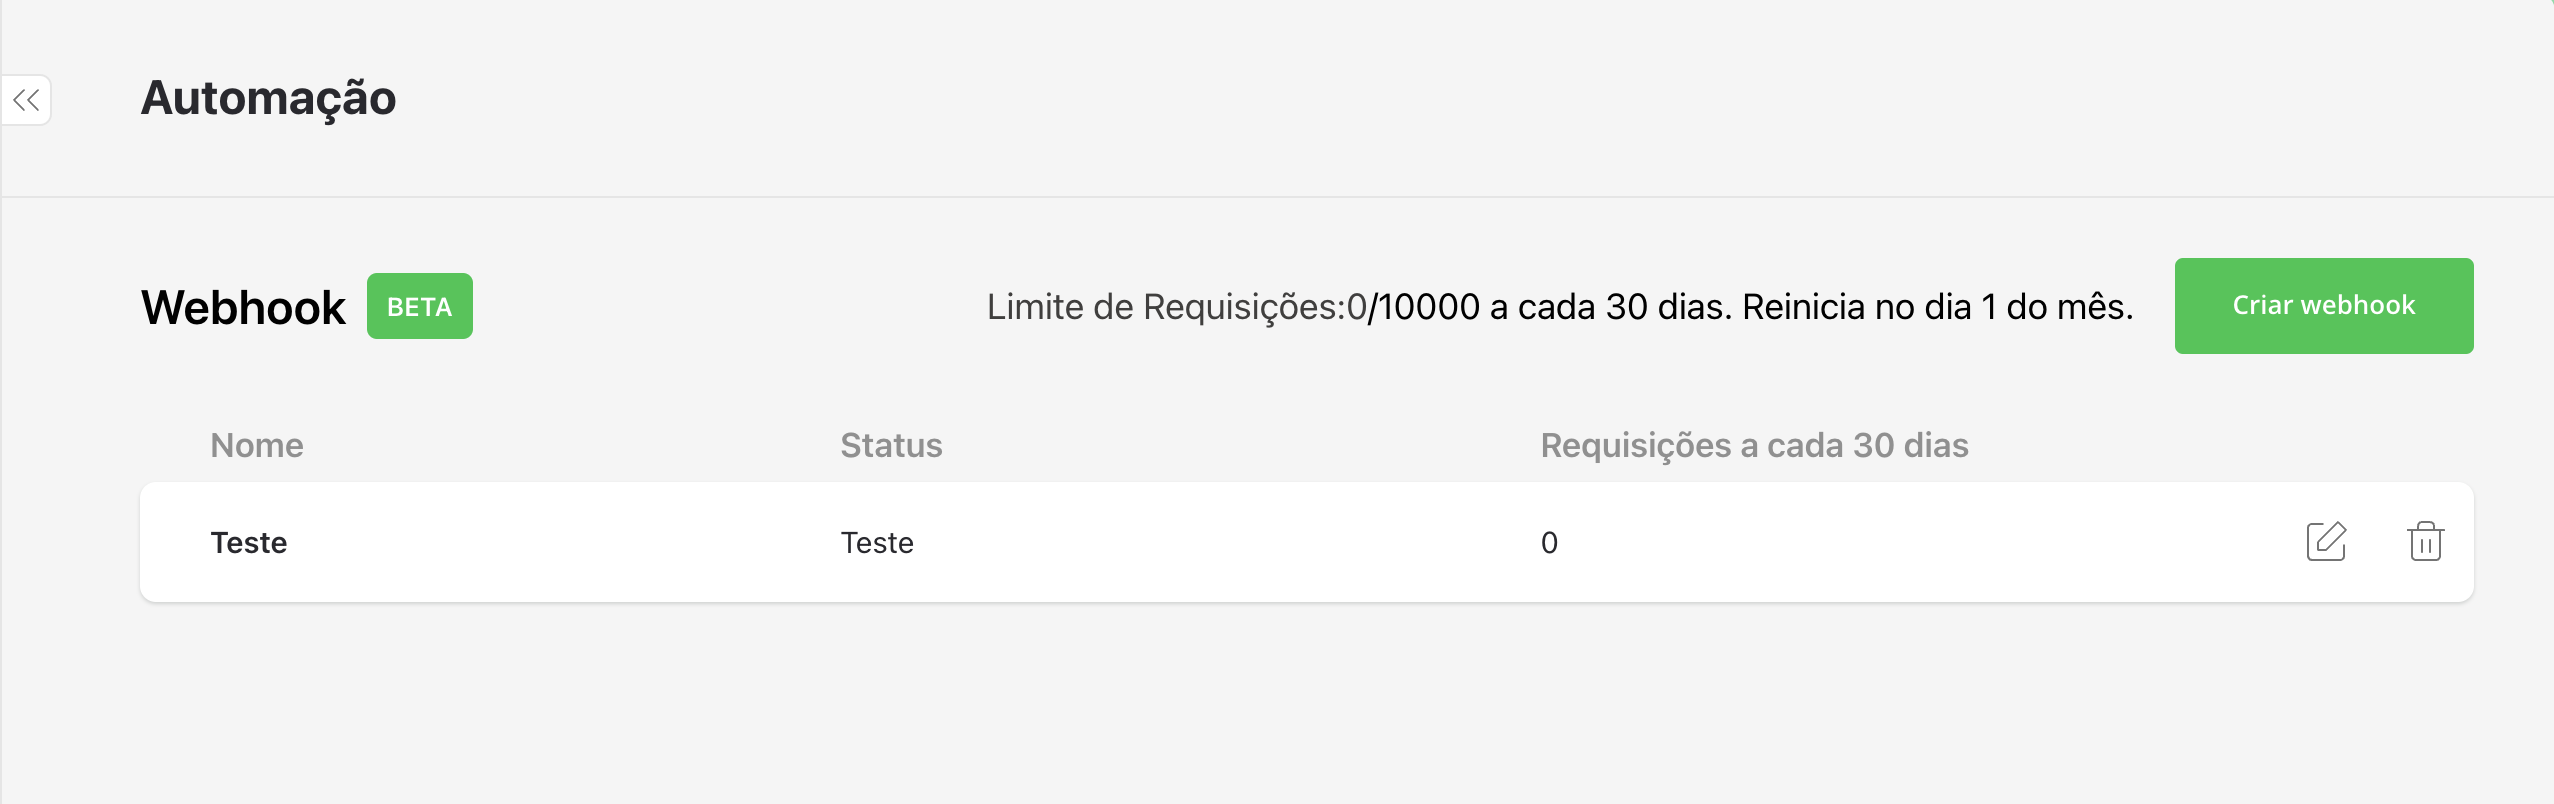 Automação
Webhook BETA
Limite de Requisições:0/10000 a cada 30 dias. Reinicia no dia 1 do mês.
Criar webhook
Nome Status Requisições a cada 30 dias
Teste Teste 0